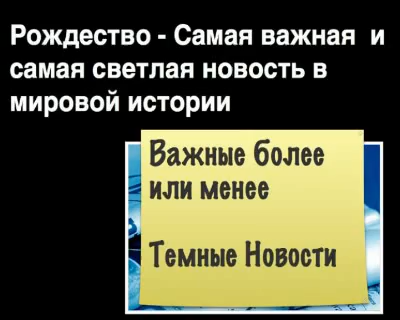 Рождество - Самая важная и
самая светлая новость в
мировой истории
Важные более
или менее
Темные Новости